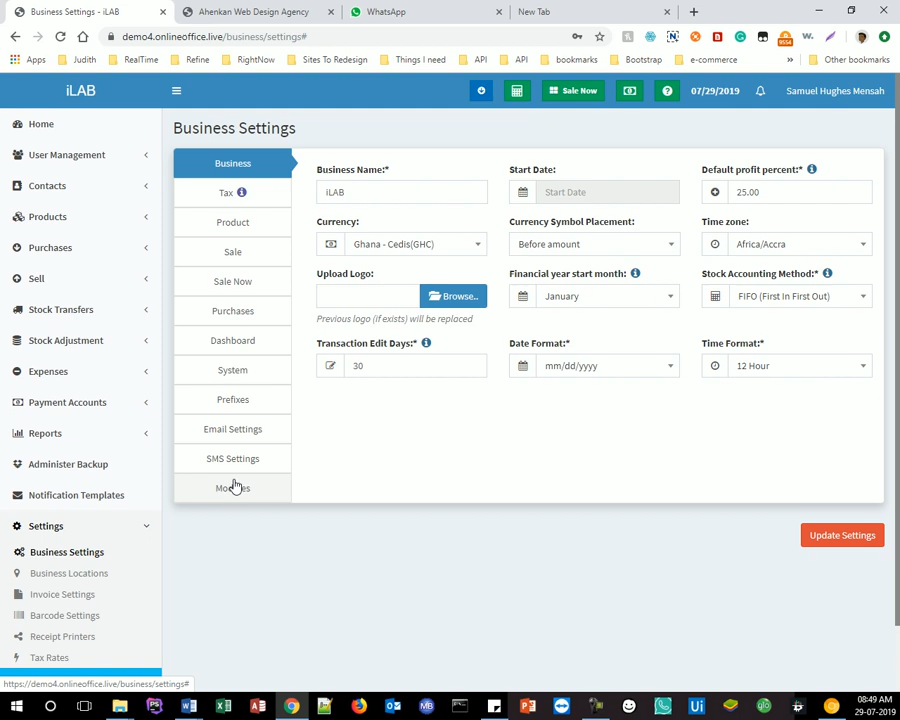 Business Settings - iLAB
Ahenkan Web Design Agency
WhatsApp
New Tab
demo4.onlineoffice.live/business/settings#
Apps
Judith
RealTime
Refine
RightNow
Sites To Redesign
Things I need
API
API
bookmarks
Bootstrap
e-commerce
Other bookmarks
9554
iLAB
Sale Now
07/29/2019
Samuel Hughes Mensah
Home
User Management
Contacts
Products
Purchases
Sell
Stock Transfers
Stock Adjustment
Expenses
Payment Accounts
Reports
Administer Backup
Notification Templates
Settings
Business Settings
Business Locations
Invoice Settings
Barcode Settings
Receipt Printers
Tax Rates
https://demo4.onlineoffice.live/business/settings#
Business Settings
Business
Tax
Product
Sale
Sale Now
Purchases
Dashboard
System
Prefixes
Email Settings
SMS Settings
Business Name:*
iLAB
Start Date:
Start Date
Default profit percent:*
25.00
Currency:
Ghana - Cedis(GHC)
Currency Symbol Placement:
Before amount
Time zone:
Africa/Accra
Upload Logo:
Browse..
Previous logo (if exists) will be replaced
Financial year start month:
January
Stock Accounting Method:*
FIFO (First In First Out)
Transaction Edit Days:*
30
Date Format:*
mm/dd/yyyy
Time Format:*
12 Hour
Update Settings
08:49 AM
29-07-2019